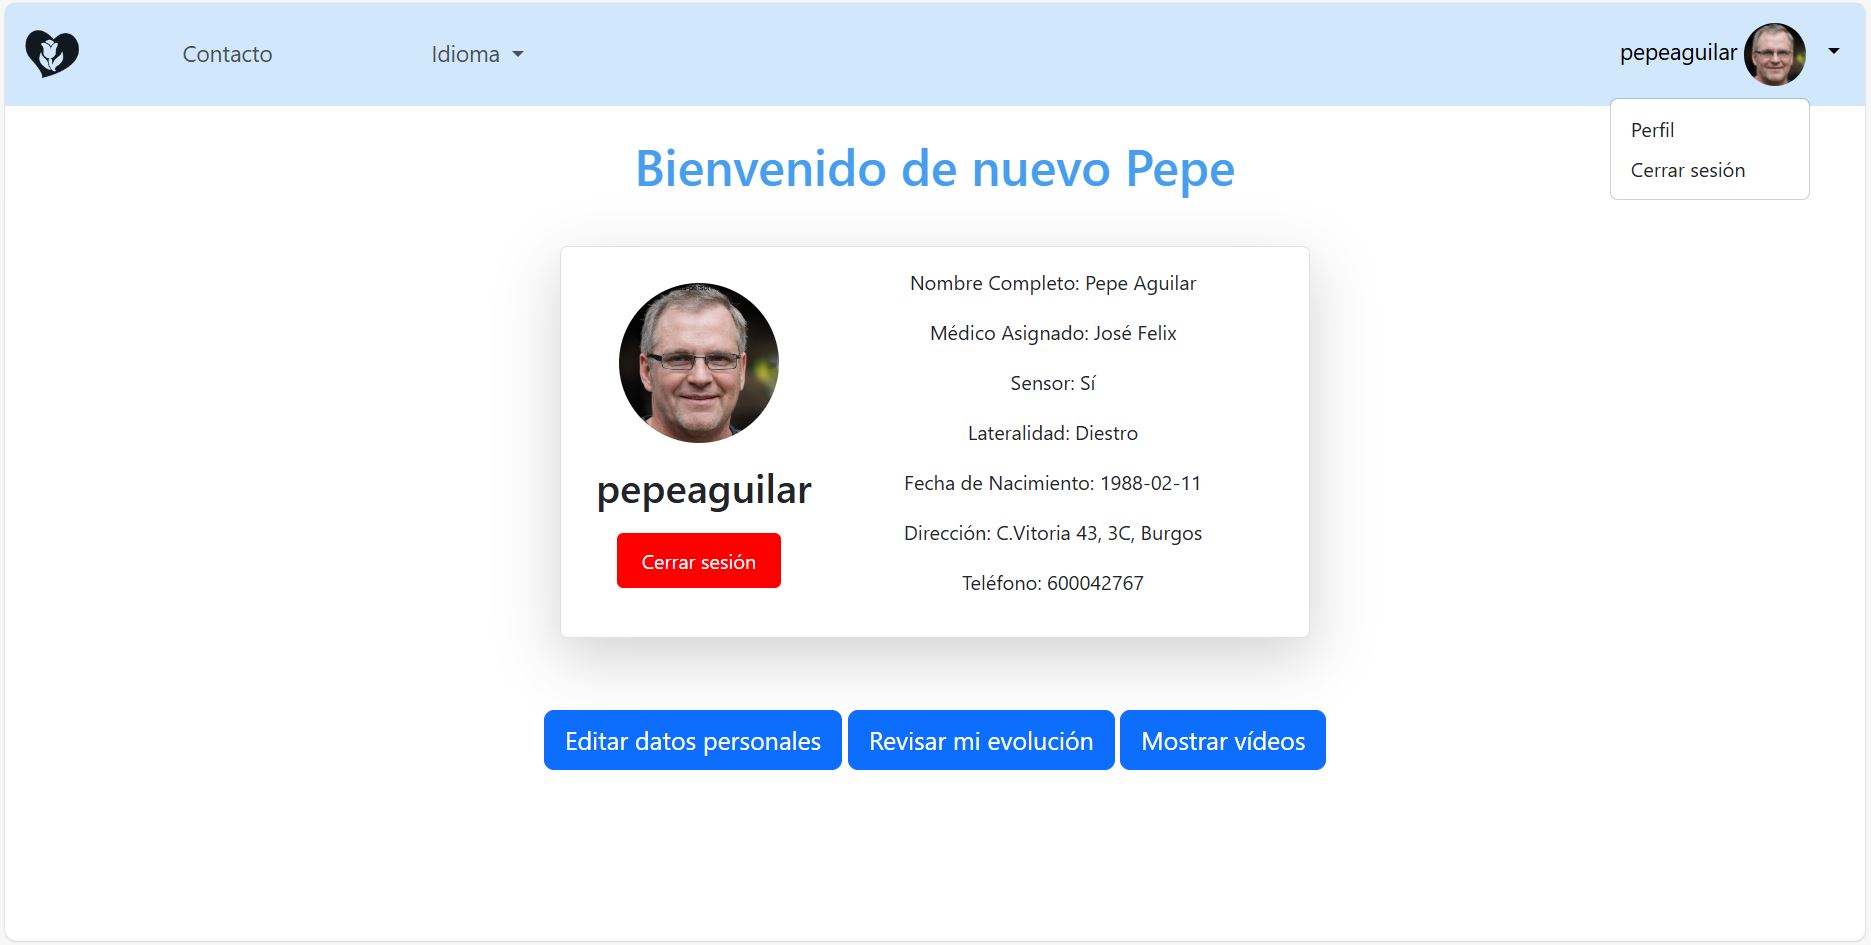 Contacto
Idioma
pepeaguilar
Perfil
Cerrar sesión
Bienvenido de nuevo Pepe
pepeaguilar
Cerrar sesión
Nombre Completo: Pepe Aguilar
Médico Asignado: José Felix
Sensor: Sí
Lateralidad: Diestro
Fecha de Nacimiento: 1988-02-11
Dirección: C.Vitoria 43, 3C, Burgos
Teléfono: 600042767
Editar datos personales
Revisar mi evolución
Mostrar vídeos